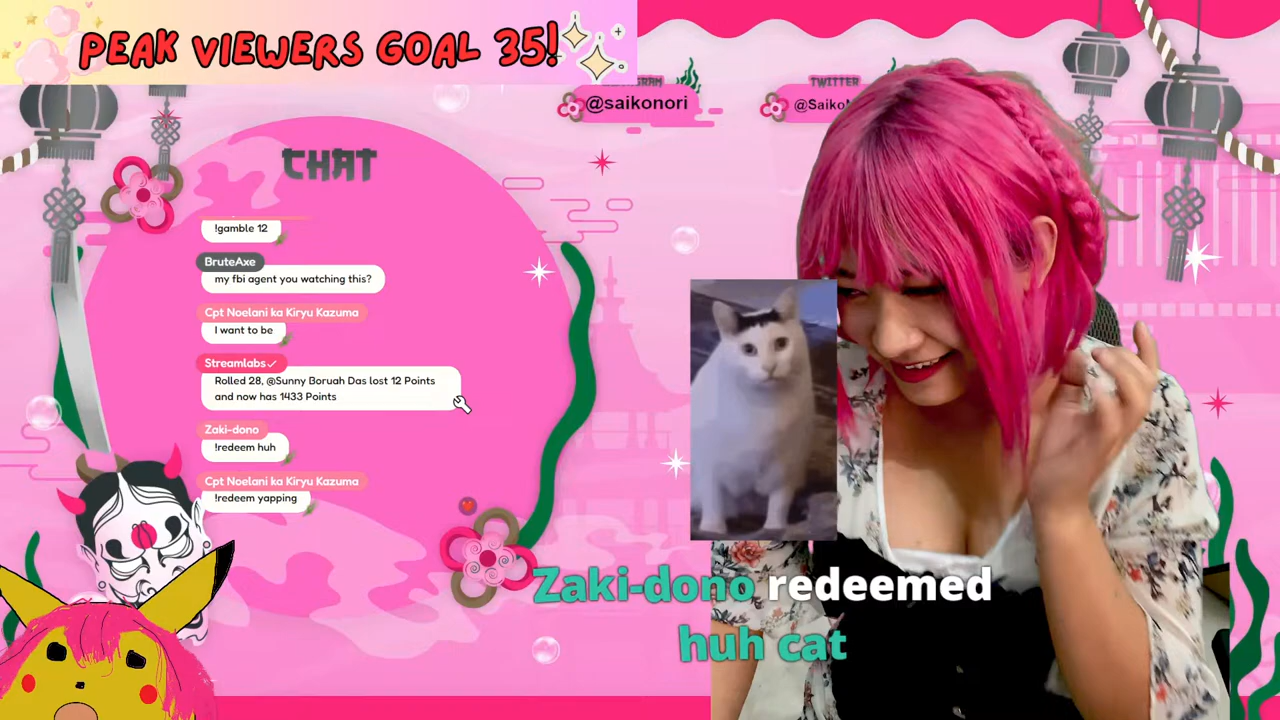 PEAK VIEWERS GOAL 35!
TWITTER
@saikonori
CHAT
!gamble 12
BruteAxe
my fbi agent you watching this?
Cpt Noelani ka Kiryu Kazuma
I want to be
Streamlabs
Rolled 28, @Sunny Boruah Das lost 12 Points
and now has 1433 Points
Zaki-dono
!redeem huh
Cpt Noelani ka Kiryu Kazuma
!redeem yapping
Zaki-dono redeemed
huh cat